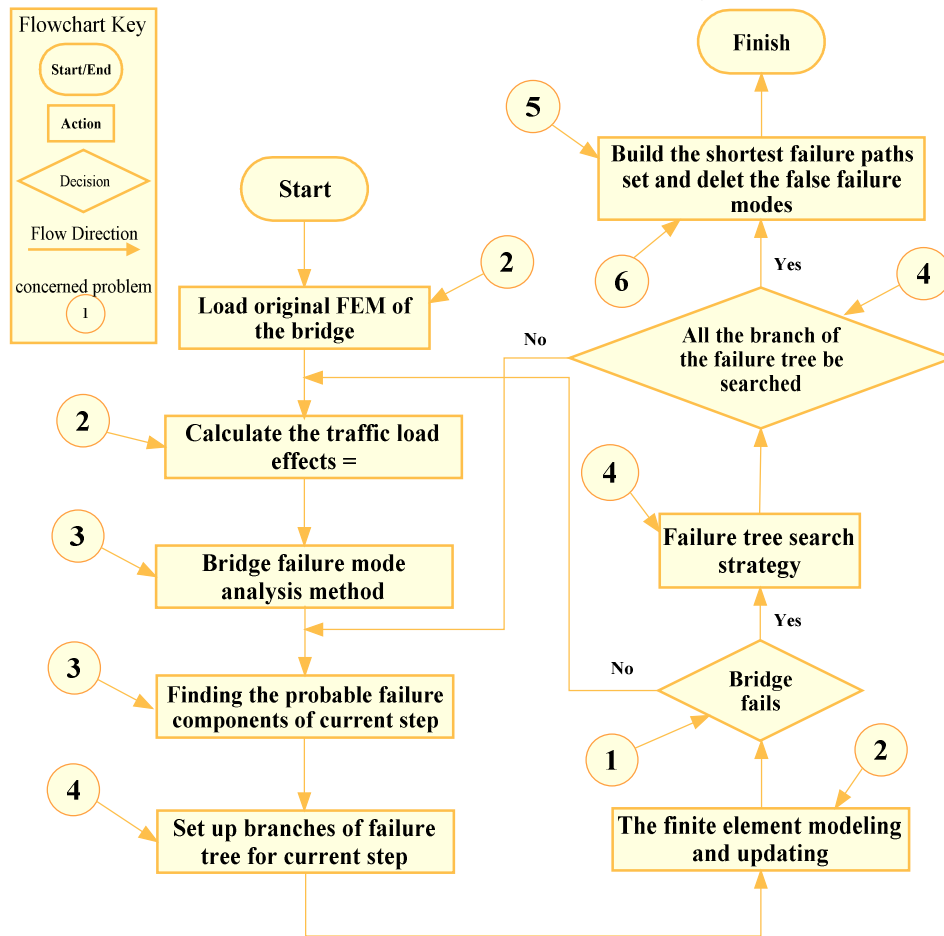 Flowchart Key
Start/End
Action
Decision
Flow Direction
concerned problem
1
Start
2
Load original FEM of
the bridge
2
Calculate the traffic load
effects =
3
Bridge failure mode
analysis method
3
Finding the probable failure
components of current step
4
Set up branches of failure
tree for current step
2
The finite element modeling
and updating
1
Bridge
fails
No
Yes
4
Failure tree search
strategy
4
All the branch of
the failure tree be
searched
No
Yes
5
6
Build the shortest failure paths
set and delet the false failure
modes
Finish